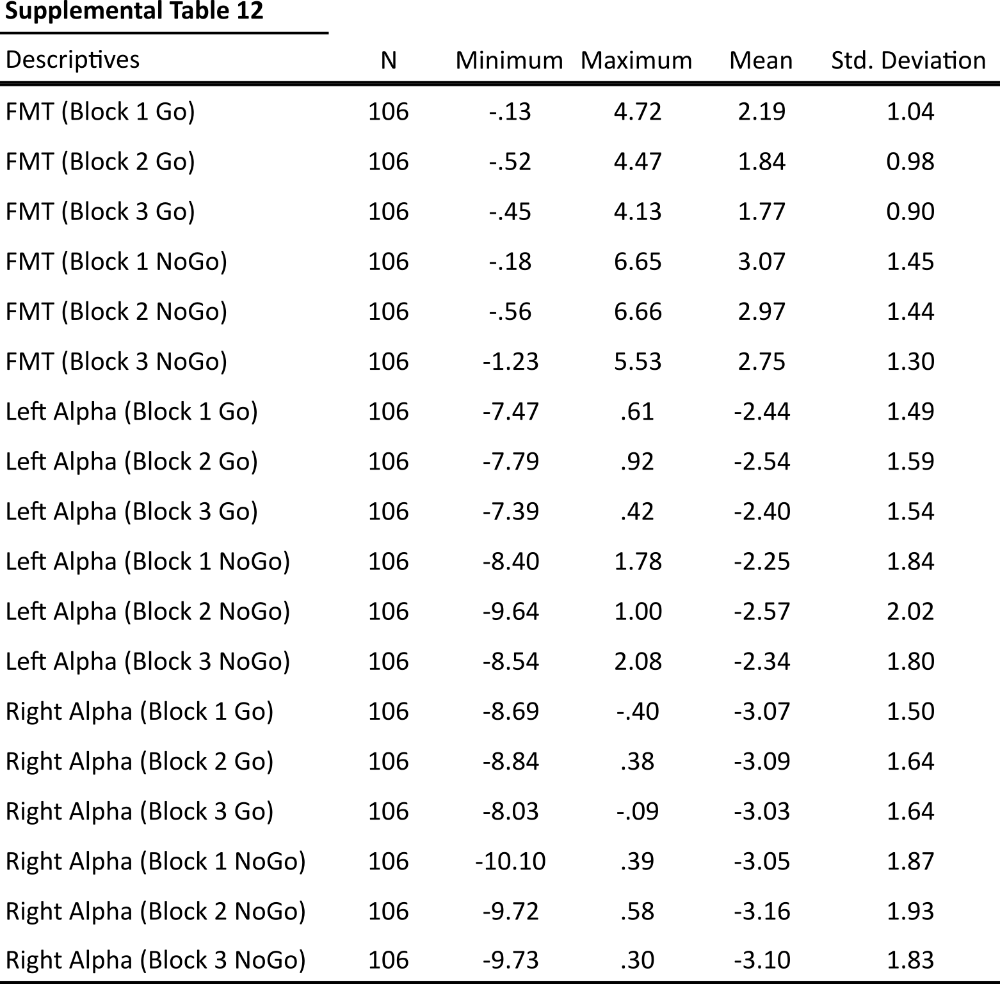 Supplemental Table 12
Descriptives N Minimum Maximum Mean Std. Deviation
FMT (Block 1 Go) 106 -.13 4.72 2.19 1.04
FMT (Block 2 Go) 106 -.52 4.47 1.84 0.98
FMT (Block 3 Go) 106 -.45 4.13 1.77 0.90
FMT (Block 1 NoGo) 106 -.18 6.65 3.07 1.45
FMT (Block 2 NoGo) 106 -.56 6.66 2.97 1.44
FMT (Block 3 NoGo) 106 -1.23 5.53 2.75 1.30
Left Alpha (Block 1 Go) 106 -7.47 .61 -2.44 1.49
Left Alpha (Block 2 Go) 106 -7.79 .92 -2.54 1.59
Left Alpha (Block 3 Go) 106 -7.39 .42 -2.40 1.54
Left Alpha (Block 1 NoGo) 106 -8.40 1.78 -2.25 1.84
Left Alpha (Block 2 NoGo) 106 -9.64 1.00 -2.57 2.02
Left Alpha (Block 3 NoGo) 106 -8.54 2.08 -2.34 1.80
Right Alpha (Block 1 Go) 106 -8.69 -.40 -3.07 1.50
Right Alpha (Block 2 Go) 106 -8.84 .38 -3.09 1.64
Right Alpha (Block 3 Go) 106 -8.03 -.09 -3.03 1.64
Right Alpha (Block 1 NoGo) 106 -10.10 .39 -3.05 1.87
Right Alpha (Block 2 NoGo) 106 -9.72 .58 -3.16 1.93
Right Alpha (Block 3 NoGo) 106 -9.73 .30 -3.10 1.83